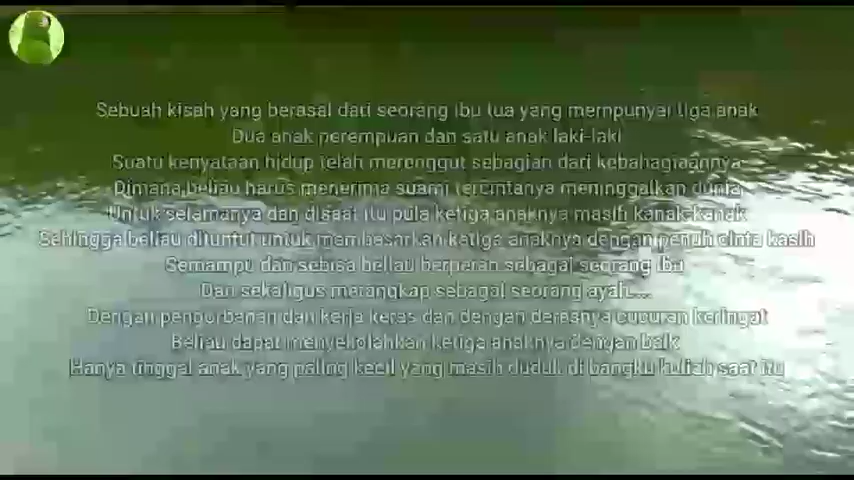 Sebuah kisah yang berasal dari seorang ibu tua yang mempunyai tiga anak
Dua anak perempuan dan satu anak laki-laki
Suatu kenyataan hidup telah merenggut sebagian dari kebahagiaannya
Dimana beliau harus menerima suami tercintanya meninggalkan dunia
Untuk selamanya dan disaat itu pula ketiga anaknya masih kanak-kanak
Sehingga beliau dituntut untuk membesarkan ketiga anaknya dengan penuh cinta kasih
Semampu dan sebisa beliau berperan sebagai seorang ibu
Dan sekaligus merangkap sebagai seorang ayah...
Dengan pengorbanan dan kerja keras dan dengan derasnya cucuran keringat
Beliau dapat menyekolahkan ketiga anaknya dengan baik
Hanya tinggal anak yang paling kecil yang masih duduk di bangku kuliah saat itu